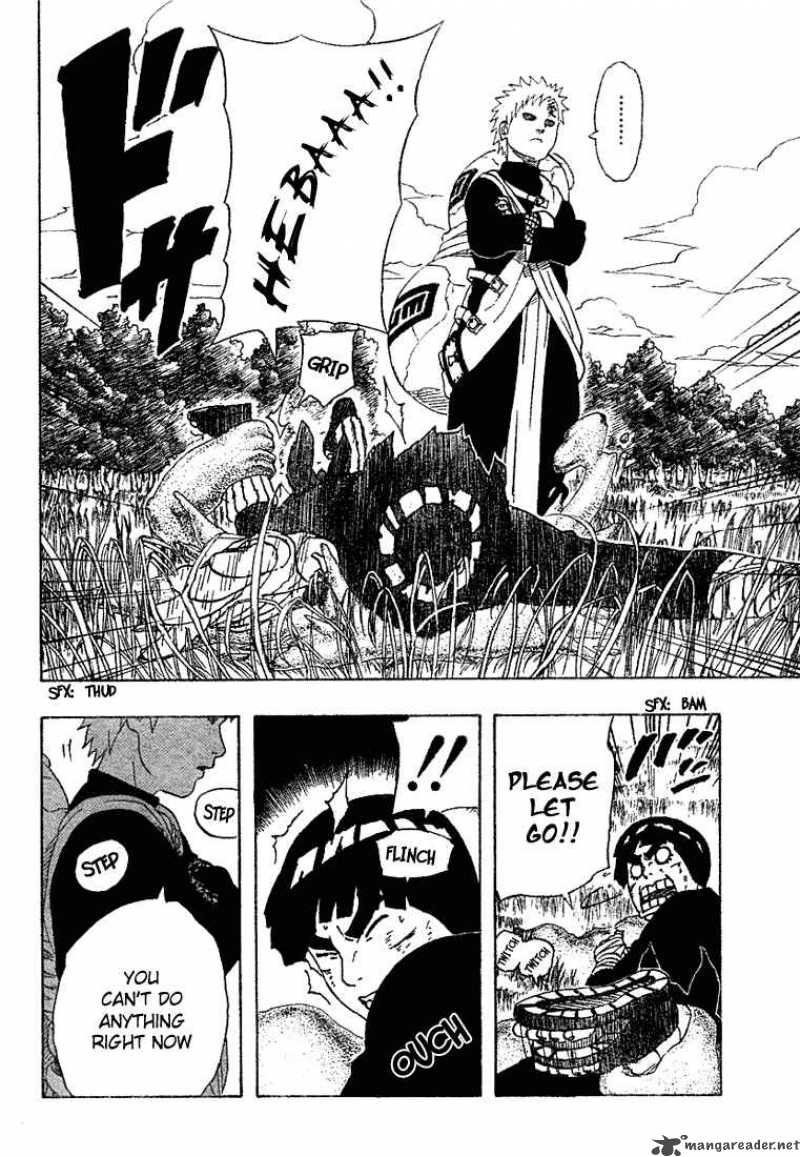 .........
HEBAAA!!
ドサ
GRIP
SFX: THUD
SFX: BAM
PLEASE
LET
GO!!
TWITCH
TWITCH
!!
FLINCH
OUCH
STEP
STEP
YOU
CAN'T DO
ANYTHING
RIGHT NOW
mangareader.net